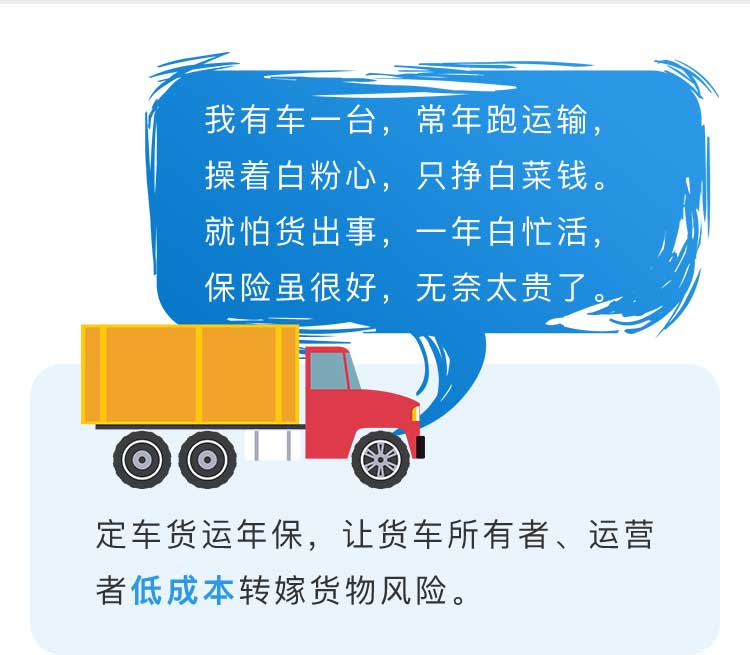 我有车一台，常年跑运输，
操着白粉心，只挣白菜钱。
就怕货出事，一年白忙活，
保险虽很好，无奈太贵了。
定车货运年保，让货车所有者、运营
者低成本转嫁货物风险。